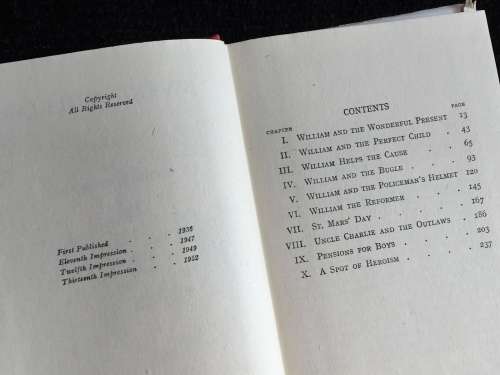 Copyright
All Rights Reserved
First Published . . . 1936
Eleventh Impression . . . 1947
Twelfth Impression . . . 1949
Thirteenth Impression . . 1952
CONTENTS
CHAPTER PAGE
I. WILLIAM AND THE WONDERFUL PRESENT 13
II. WILLIAM AND THE PERFECT CHILD . 43
III. WILLIAM HELPS THE CAUSE . . 65
IV. WILLIAM AND THE BUGLE . . 93
V. WILLIAM AND THE POLICEMAN'S HELMET 120
VI. WILLIAM THE REFORMER . . 145
VII. ST. MARS' DAY . . . . 167
VIII. UNCLE CHARLIE AND THE OUTLAWS . 186
IX. PENSIONS FOR BOYS . . . 203
X. A SPOT OF HEROISM . . . 237